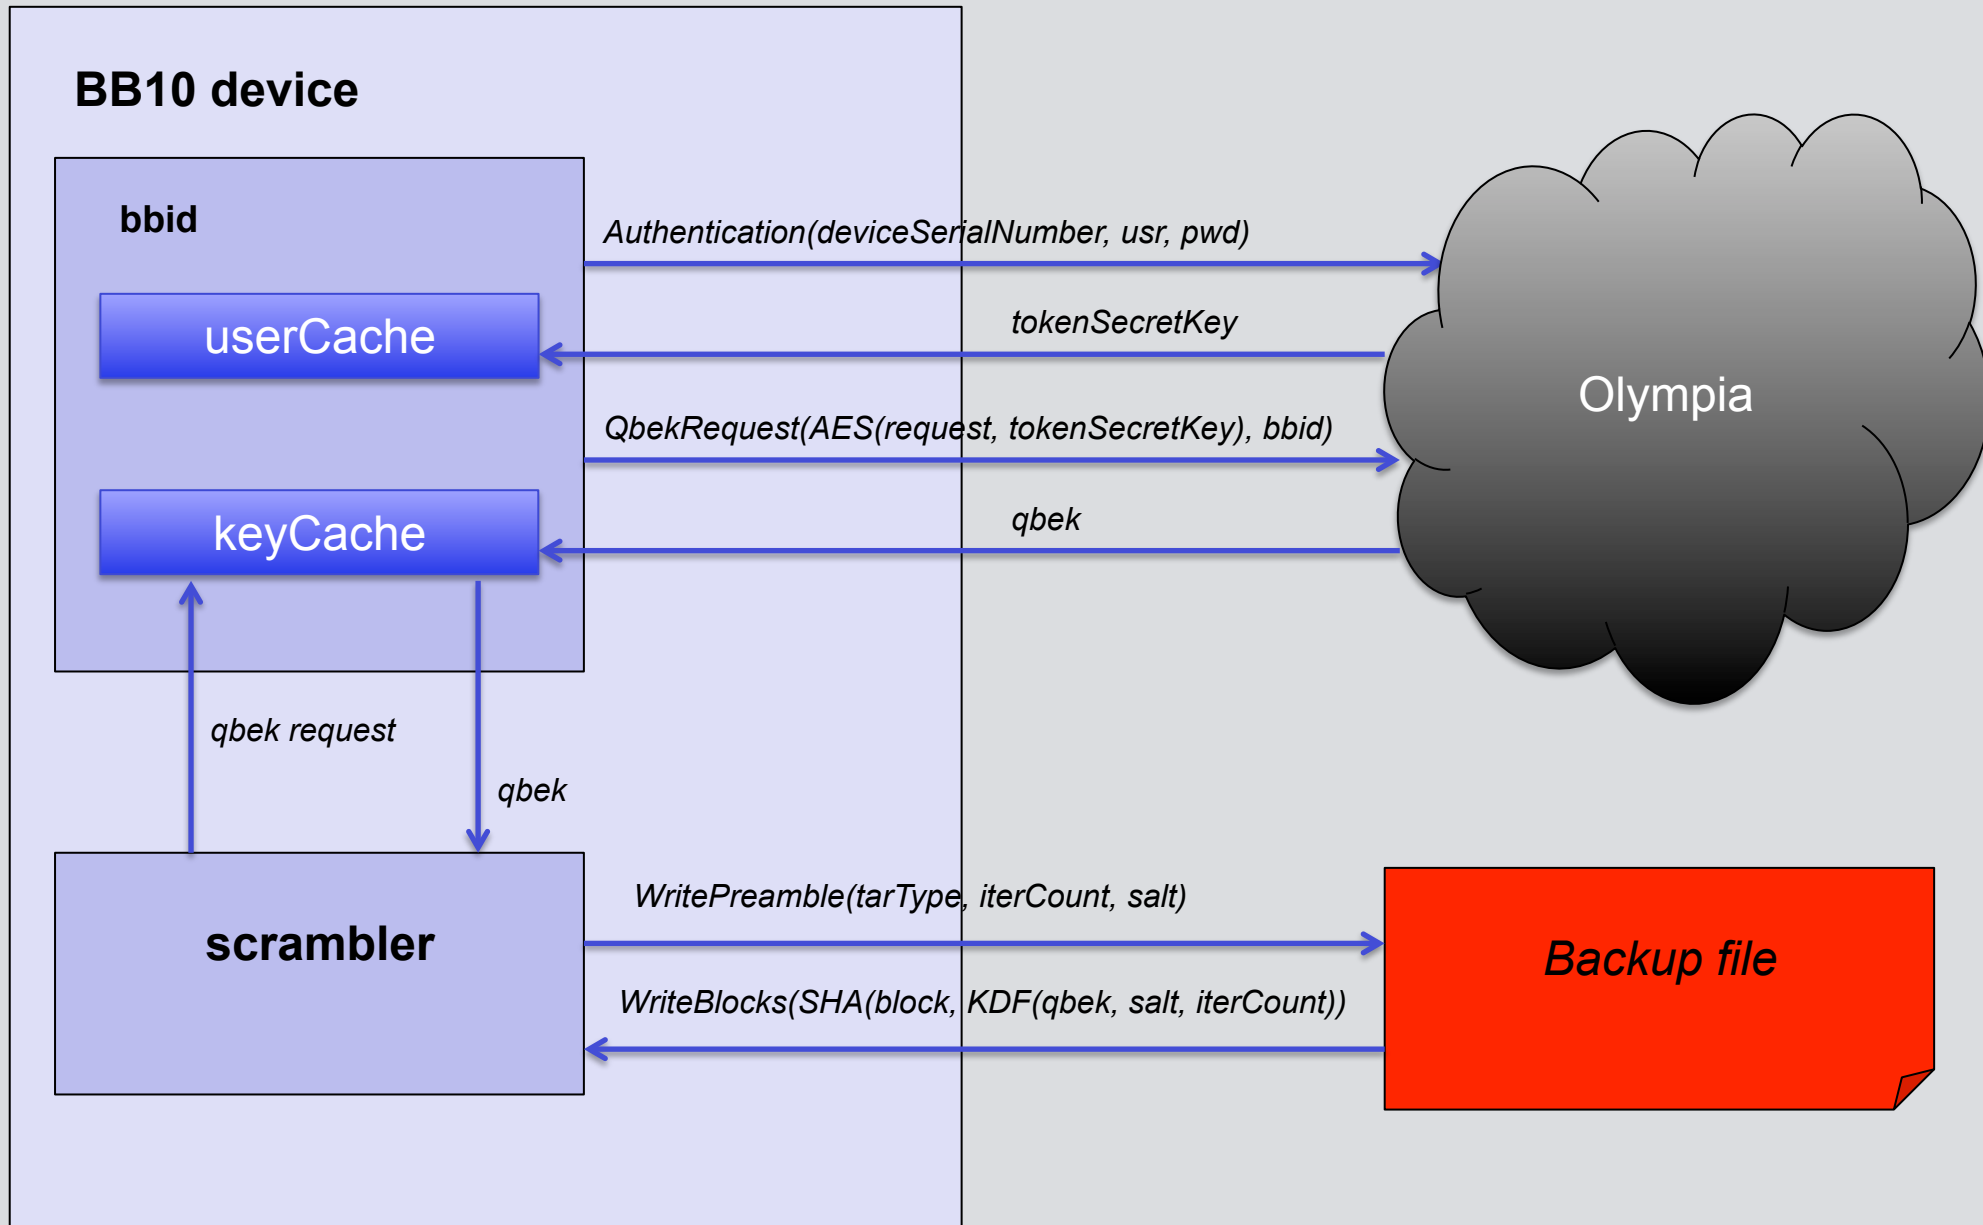 BB10 device
bbid
Authentication(deviceSerialNumber, usr, pwd)
userCache
tokenSecretKey
Olympia
QbekRequest(AES(request, tokenSecretKey), bbid)
keyCache
qbek
qbek request
qbek
scrambler
WritePreamble(tarType, iterCount, salt)
Backup file
WriteBlocks(SHA(block, KDF(qbek, salt, iterCount))